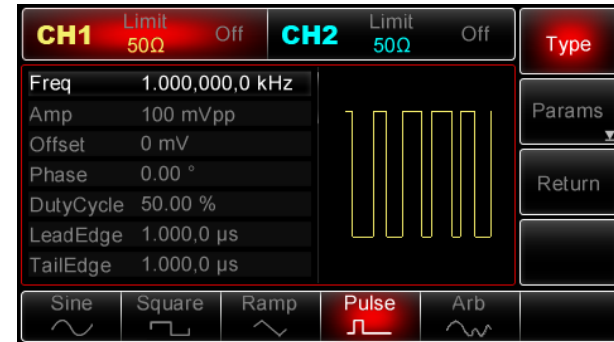 CH1 Limit 50Ω Off CH2 Limit 50Ω Off
Type
Freq 1.000,000,0 kHz
Amp 100 mVpp
Offset 0 mV
Phase 0.00 °
DutyCycle 50.00 %
LeadEdge 1.000,0 µs
TailEdge 1.000,0 µs
Params
Return
Sine Square Ramp Pulse Arb